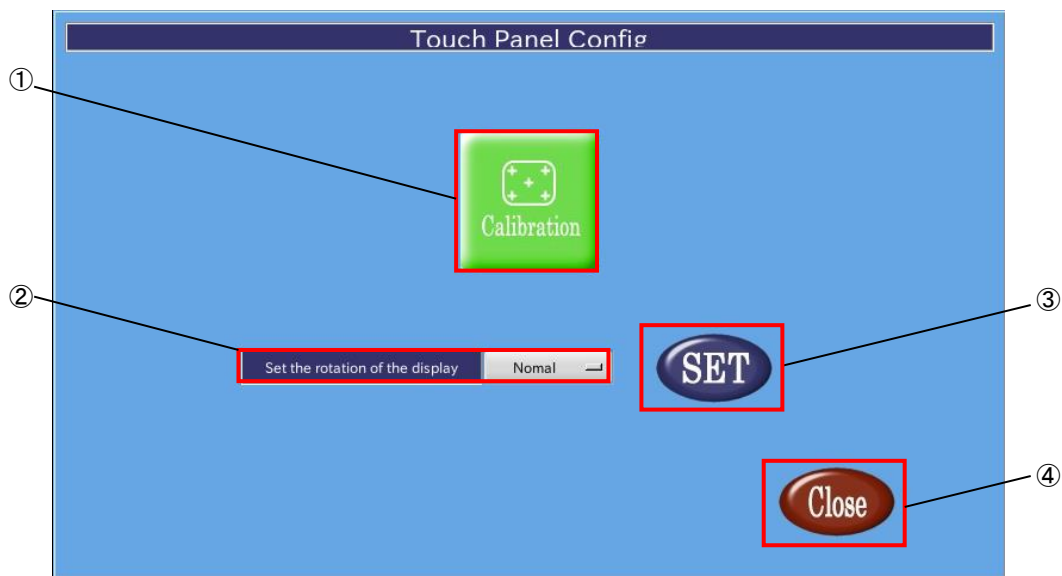 Touch Panel Config
①
Calibration
②
③
Set the rotation of the display
Nomal
SET
④
Close